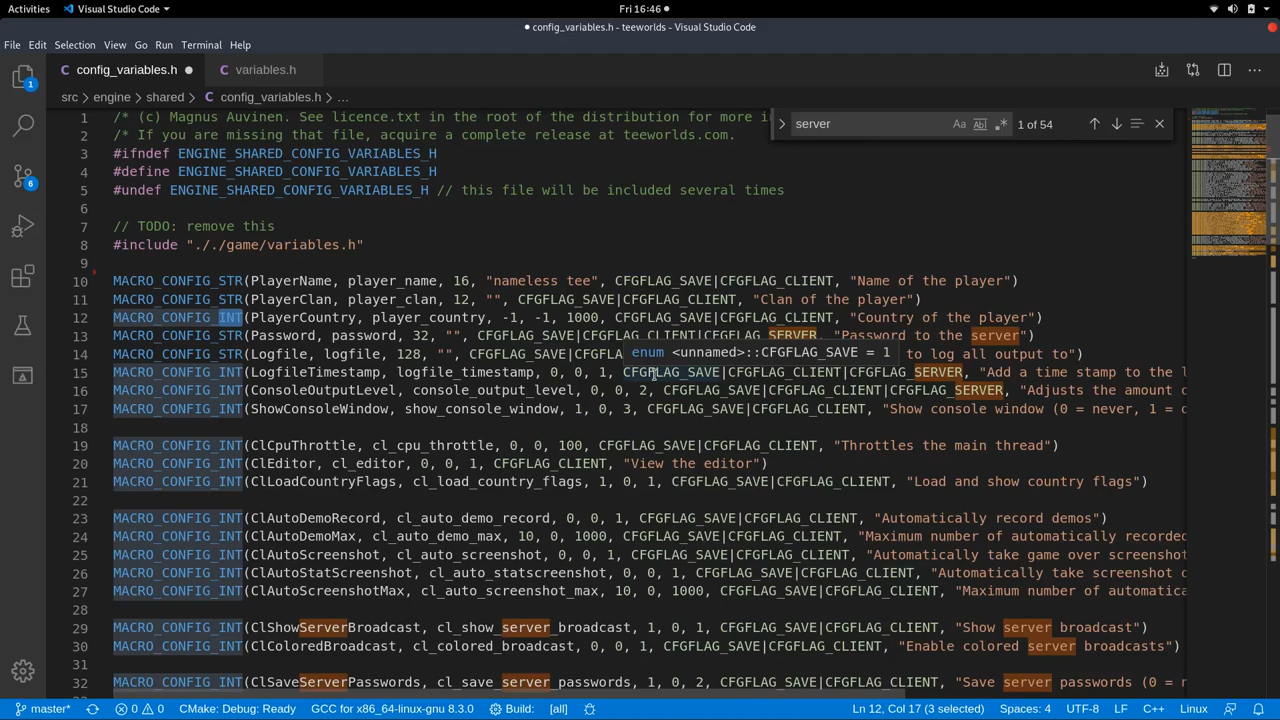 Activities
Visual Studio Code
Fri 16:46
config_variables.h - teeworlds - Visual Studio Code
File Edit Selection View Go Run Terminal Help
config_variables.h
variables.h
src > engine > shared > C config_variables.h > ...
server Aa Ab .* 1 of 54
1 /* (c) Magnus Auvinen. See licence.txt in the root of the distribution for more i
2 /* If you are missing that file, acquire a complete release at teeworlds.com.
3 #ifndef ENGINE_SHARED_CONFIG_VARIABLES_H
4 #define ENGINE_SHARED_CONFIG_VARIABLES_H
5 #undef ENGINE_SHARED_CONFIG_VARIABLES_H // this file will be included several times
6
7 // TODO: remove this
8 #include "././game/variables.h"
9
10 MACRO_CONFIG_STR(PlayerName, player_name, 16, "nameless tee", CFGFLAG_SAVE|CFGFLAG_CLIENT, "Name of the player")
11 MACRO_CONFIG_STR(PlayerClan, player_clan, 12, "", CFGFLAG_SAVE|CFGFLAG_CLIENT, "Clan of the player")
12 MACRO_CONFIG_INT(PlayerCountry, player_country, -1, -1, 1000, CFGFLAG_SAVE|CFGFLAG_CLIENT, "Country of the player")
13 MACRO_CONFIG_STR(Password, password, 32, "", CFGFLAG_SAVE|CFGFLAG_CLIENT|CFGFLAG_SERVER, "Password to the server")
enum <unnamed>::CFGFLAG_SAVE = 1
14 MACRO_CONFIG_STR(Logfile, logfile, 128, "", CFGFLAG_SAVE|CFGFL to log all output to")
15 MACRO_CONFIG_INT(LogfileTimestamp, logfile_timestamp, 0, 0, 1, CFGFLAG_SAVE|CFGFLAG_CLIENT|CFGFLAG_SERVER, "Add a time stamp to the l
16 MACRO_CONFIG_INT(ConsoleOutputLevel, console_output_level, 0, 0, 2, CFGFLAG_SAVE|CFGFLAG_CLIENT|CFGFLAG_SERVER, "Adjusts the amount o
17 MACRO_CONFIG_INT(ShowConsoleWindow, show_console_window, 1, 0, 3, CFGFLAG_SAVE|CFGFLAG_CLIENT, "Show console window (0 = never, 1 = d
18
19 MACRO_CONFIG_INT(ClCpuThrottle, cl_cpu_throttle, 0, 0, 100, CFGFLAG_SAVE|CFGFLAG_CLIENT, "Throttles the main thread")
20 MACRO_CONFIG_INT(ClEditor, cl_editor, 0, 0, 1, CFGFLAG_CLIENT, "View the editor")
21 MACRO_CONFIG_INT(ClLoadCountryFlags, cl_load_country_flags, 1, 0, 1, CFGFLAG_SAVE|CFGFLAG_CLIENT, "Load and show country flags")
22
23 MACRO_CONFIG_INT(ClAutoDemoRecord, cl_auto_demo_record, 0, 0, 1, CFGFLAG_SAVE|CFGFLAG_CLIENT, "Automatically record demos")
24 MACRO_CONFIG_INT(ClAutoDemoMax, cl_auto_demo_max, 10, 0, 1000, CFGFLAG_SAVE|CFGFLAG_CLIENT, "Maximum number of automatically recorded
25 MACRO_CONFIG_INT(ClAutoScreenshot, cl_auto_screenshot, 0, 0, 1, CFGFLAG_SAVE|CFGFLAG_CLIENT, "Automatically take game over screenshot
26 MACRO_CONFIG_INT(ClAutoStatScreenshot, cl_auto_statscreenshot, 0, 0, 1, CFGFLAG_SAVE|CFGFLAG_CLIENT, "Automatically take screenshot o
27 MACRO_CONFIG_INT(ClAutoScreenshotMax, cl_auto_screenshot_max, 10, 0, 1000, CFGFLAG_SAVE|CFGFLAG_CLIENT, "Maximum number of automatica
28
29 MACRO_CONFIG_INT(ClShowServerBroadcast, cl_show_server_broadcast, 1, 0, 1, CFGFLAG_SAVE|CFGFLAG_CLIENT, "Show server broadcast")
30 MACRO_CONFIG_INT(ClColoredBroadcast, cl_colored_broadcast, 0, 0, 1, CFGFLAG_SAVE|CFGFLAG_CLIENT, "Enable colored server broadcasts")
31
32 MACRO_CONFIG_INT(ClSaveServerPasswords, cl_save_server_passwords, 1, 0, 2, CFGFLAG_SAVE|CFGFLAG_CLIENT, "Save server passwords (0 = n
master* 0 0 CMake: Debug: Ready GCC for x86_64-linux-gnu 8.3.0 Build: [all] Ln 12, Col 17 (3 selected) Spaces: 4 UTF-8 LF C++ Linux